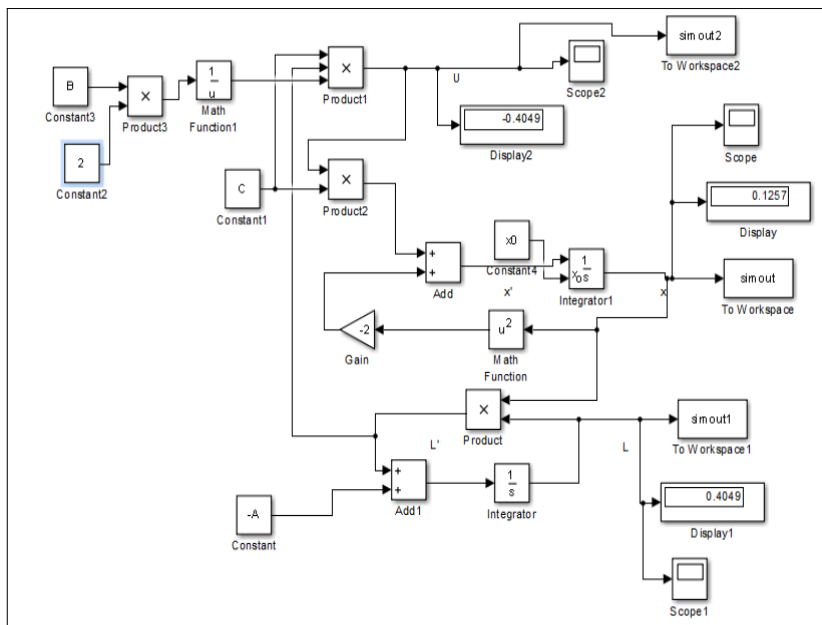 B
Constant3
2
Constant2
×
Product3
1
u
Math
Function1
×
Product1
C
Constant1
×
Product2
U
-0.4049
Display2
Scope2
simout2
To Workspace2
Scope
0.1257
Display
simout
To Workspace
+
+
Add
x0
Constant4
x'
1
xo s
Integrator1
x
-2
Gain
u2
Math
Function
×
Product
L'
+
+
Add1
-A
Constant
1
s
Integrator
L
simout1
To Workspace1
0.4049
Display1
Scope1